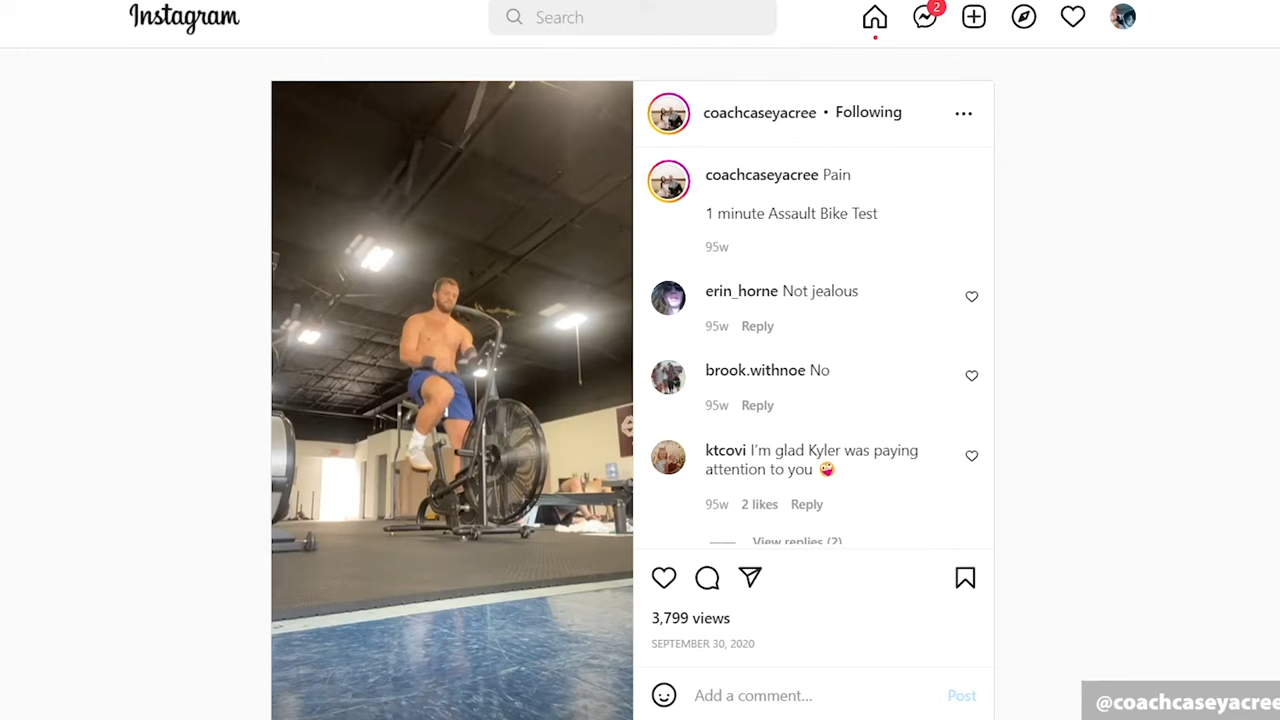 Instagram
Search
2
coachcaseyacree • Following
coachcaseyacree Pain
1 minute Assault Bike Test
95w
erin_horne Not jealous
95w Reply
brook.withnoe No
95w Reply
ktcovi I'm glad Kyler was paying
attention to you 🤪
95w 2 likes Reply
View replies (2)
3,799 views
SEPTEMBER 30, 2020
Add a comment...
Post
@coachcaseyacree